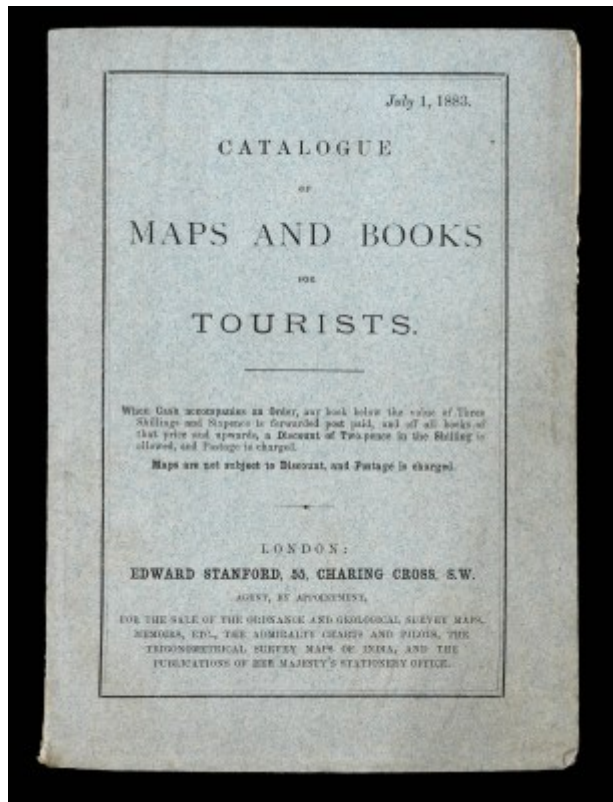 July 1, 1883.
CATALOGUE
OF
MAPS AND BOOKS
FOR
TOURISTS.
When Cash accompanies an Order, any book below the value of Three
Shillings and Sixpence is forwarded post paid, and off all books of
that price and upwards, a Discount of Twopence in the Shilling is
allowed, and Postage is charged.
Maps are not subject to Discount, and Postage is charged.
LONDON:
EDWARD STANFORD, 55, CHARING CROSS, S.W.
AGENT, BY APPOINTMENT,
FOR THE SALE OF THE ORDNANCE AND GEOLOGICAL SURVEY MAPS,
MEMOIRS, ETC., THE ADMIRALTY CHARTS AND PILOTS, THE
TRIGONOMETRICAL SURVEY MAPS OF INDIA, AND THE
PUBLICATIONS OF HER MAJESTY'S STATIONERY OFFICE.